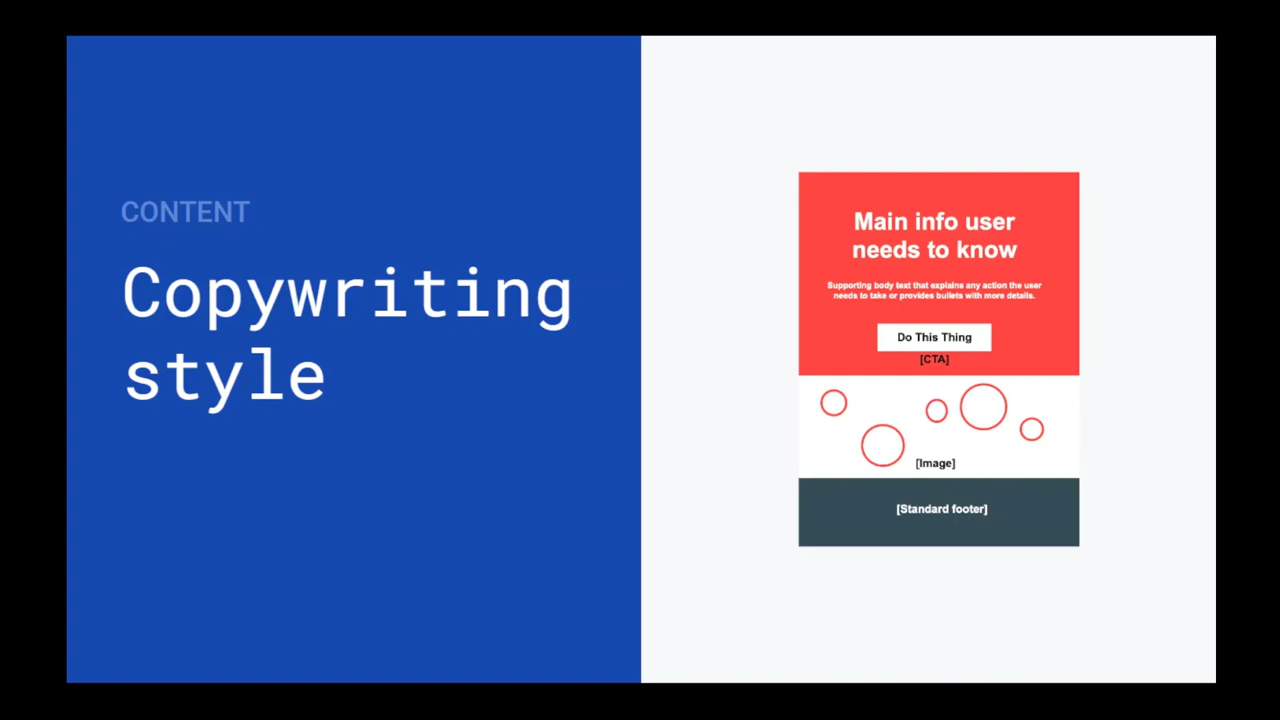 CONTENT
Copywriting
style
Main info user
needs to know
Supporting body text that explains any action the user
needs to take or provides bullets with more details.
Do This Thing
[CTA]
[Image]
[Standard footer]